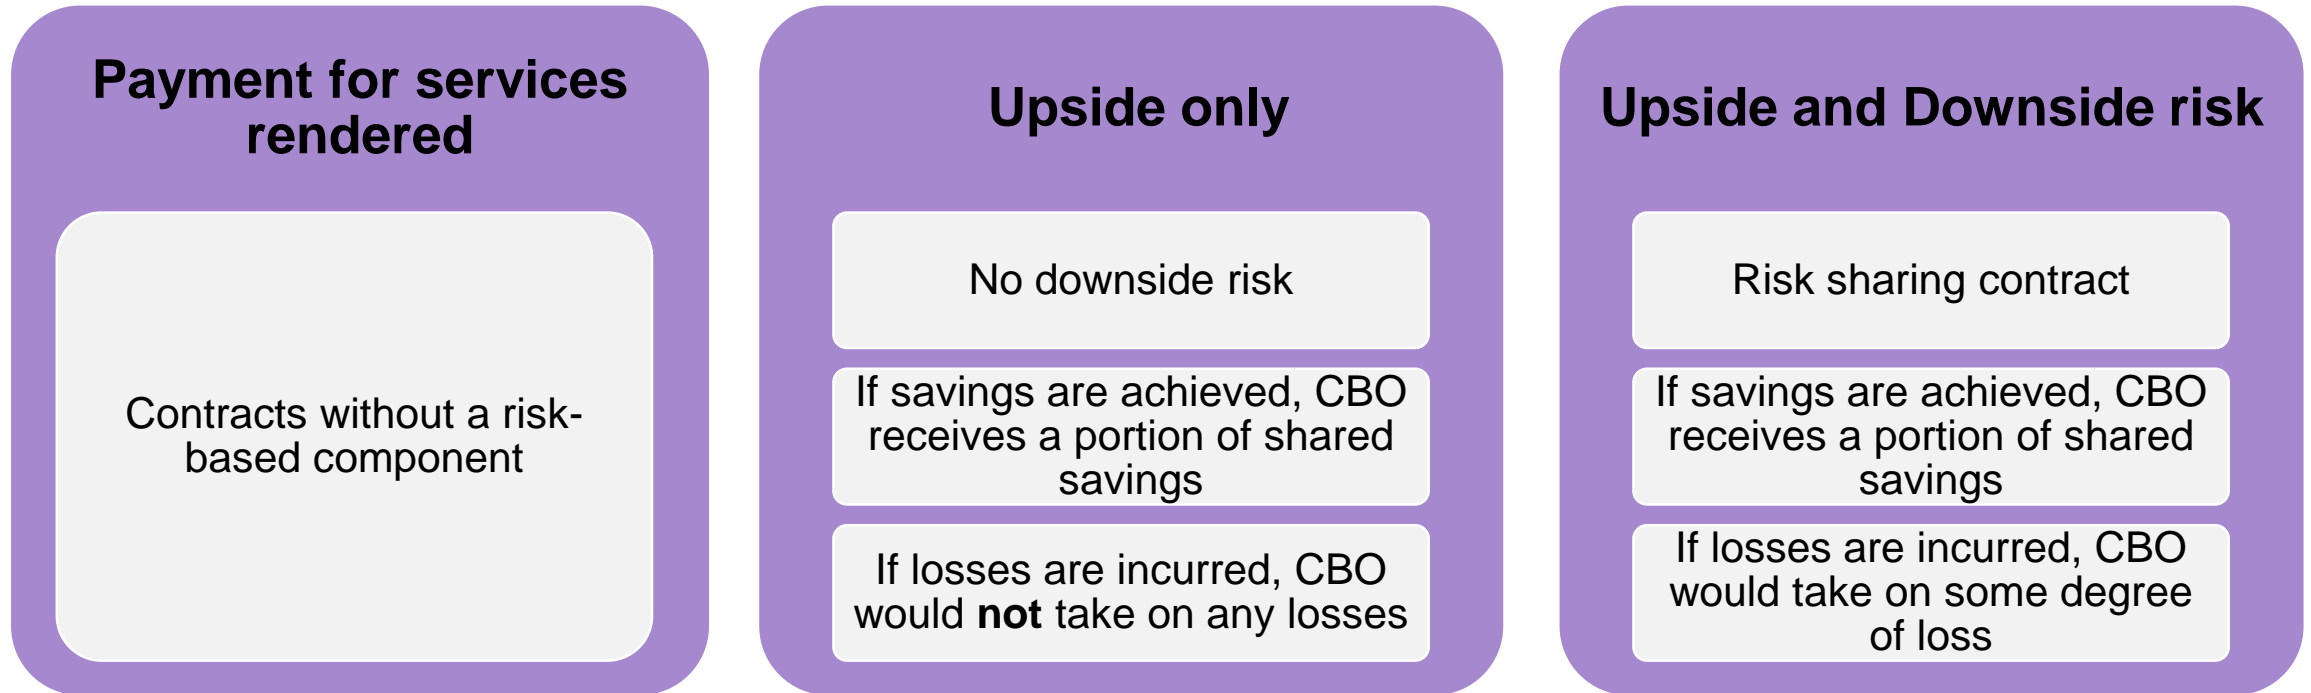 Payment for services
rendered
Contracts without a risk-
based component
Upside only
No downside risk
If savings are achieved, CBO
receives a portion of shared
savings
If losses are incurred, CBO
would not take on any losses
Upside and Downside risk
Risk sharing contract
If savings are achieved, CBO
receives a portion of shared
savings
If losses are incurred, CBO
would take on some degree
of loss